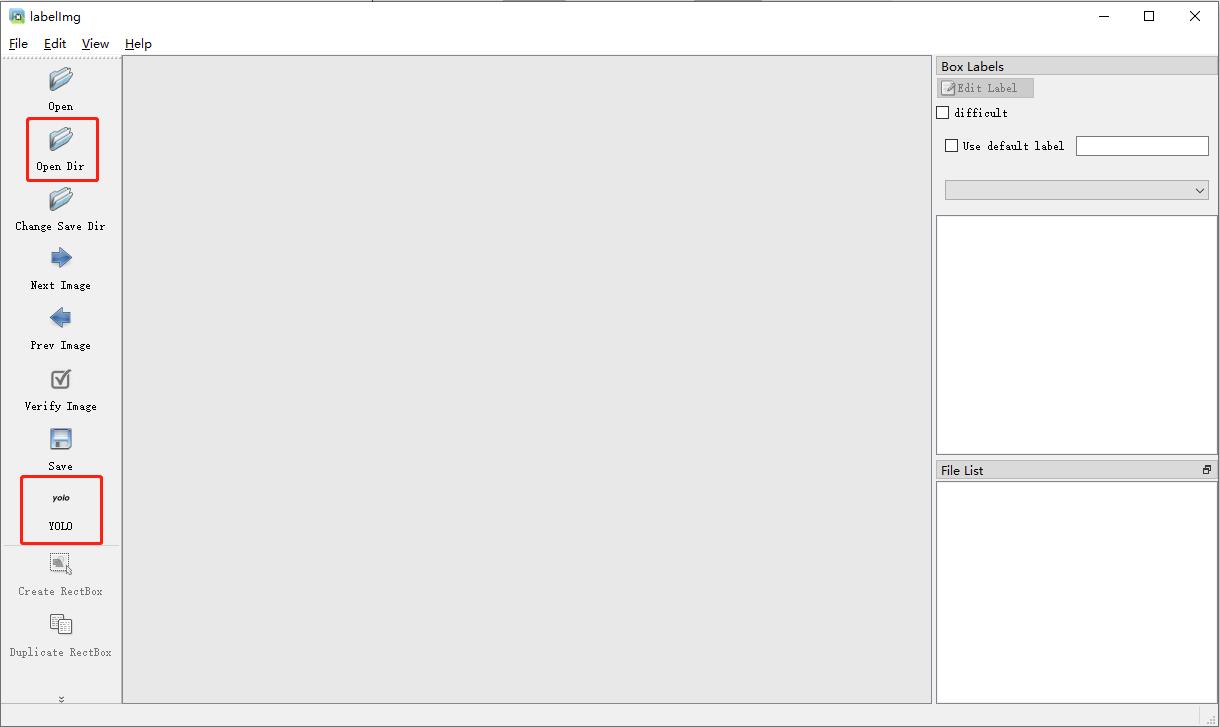 labelImg
File Edit View Help
Open
Open Dir
Change Save Dir
Next Image
Prev Image
Verify Image
Save
yolo
YOLO
Create RectBox
Duplicate RectBox
Box Labels
Edit Label
difficult
Use default label
File List